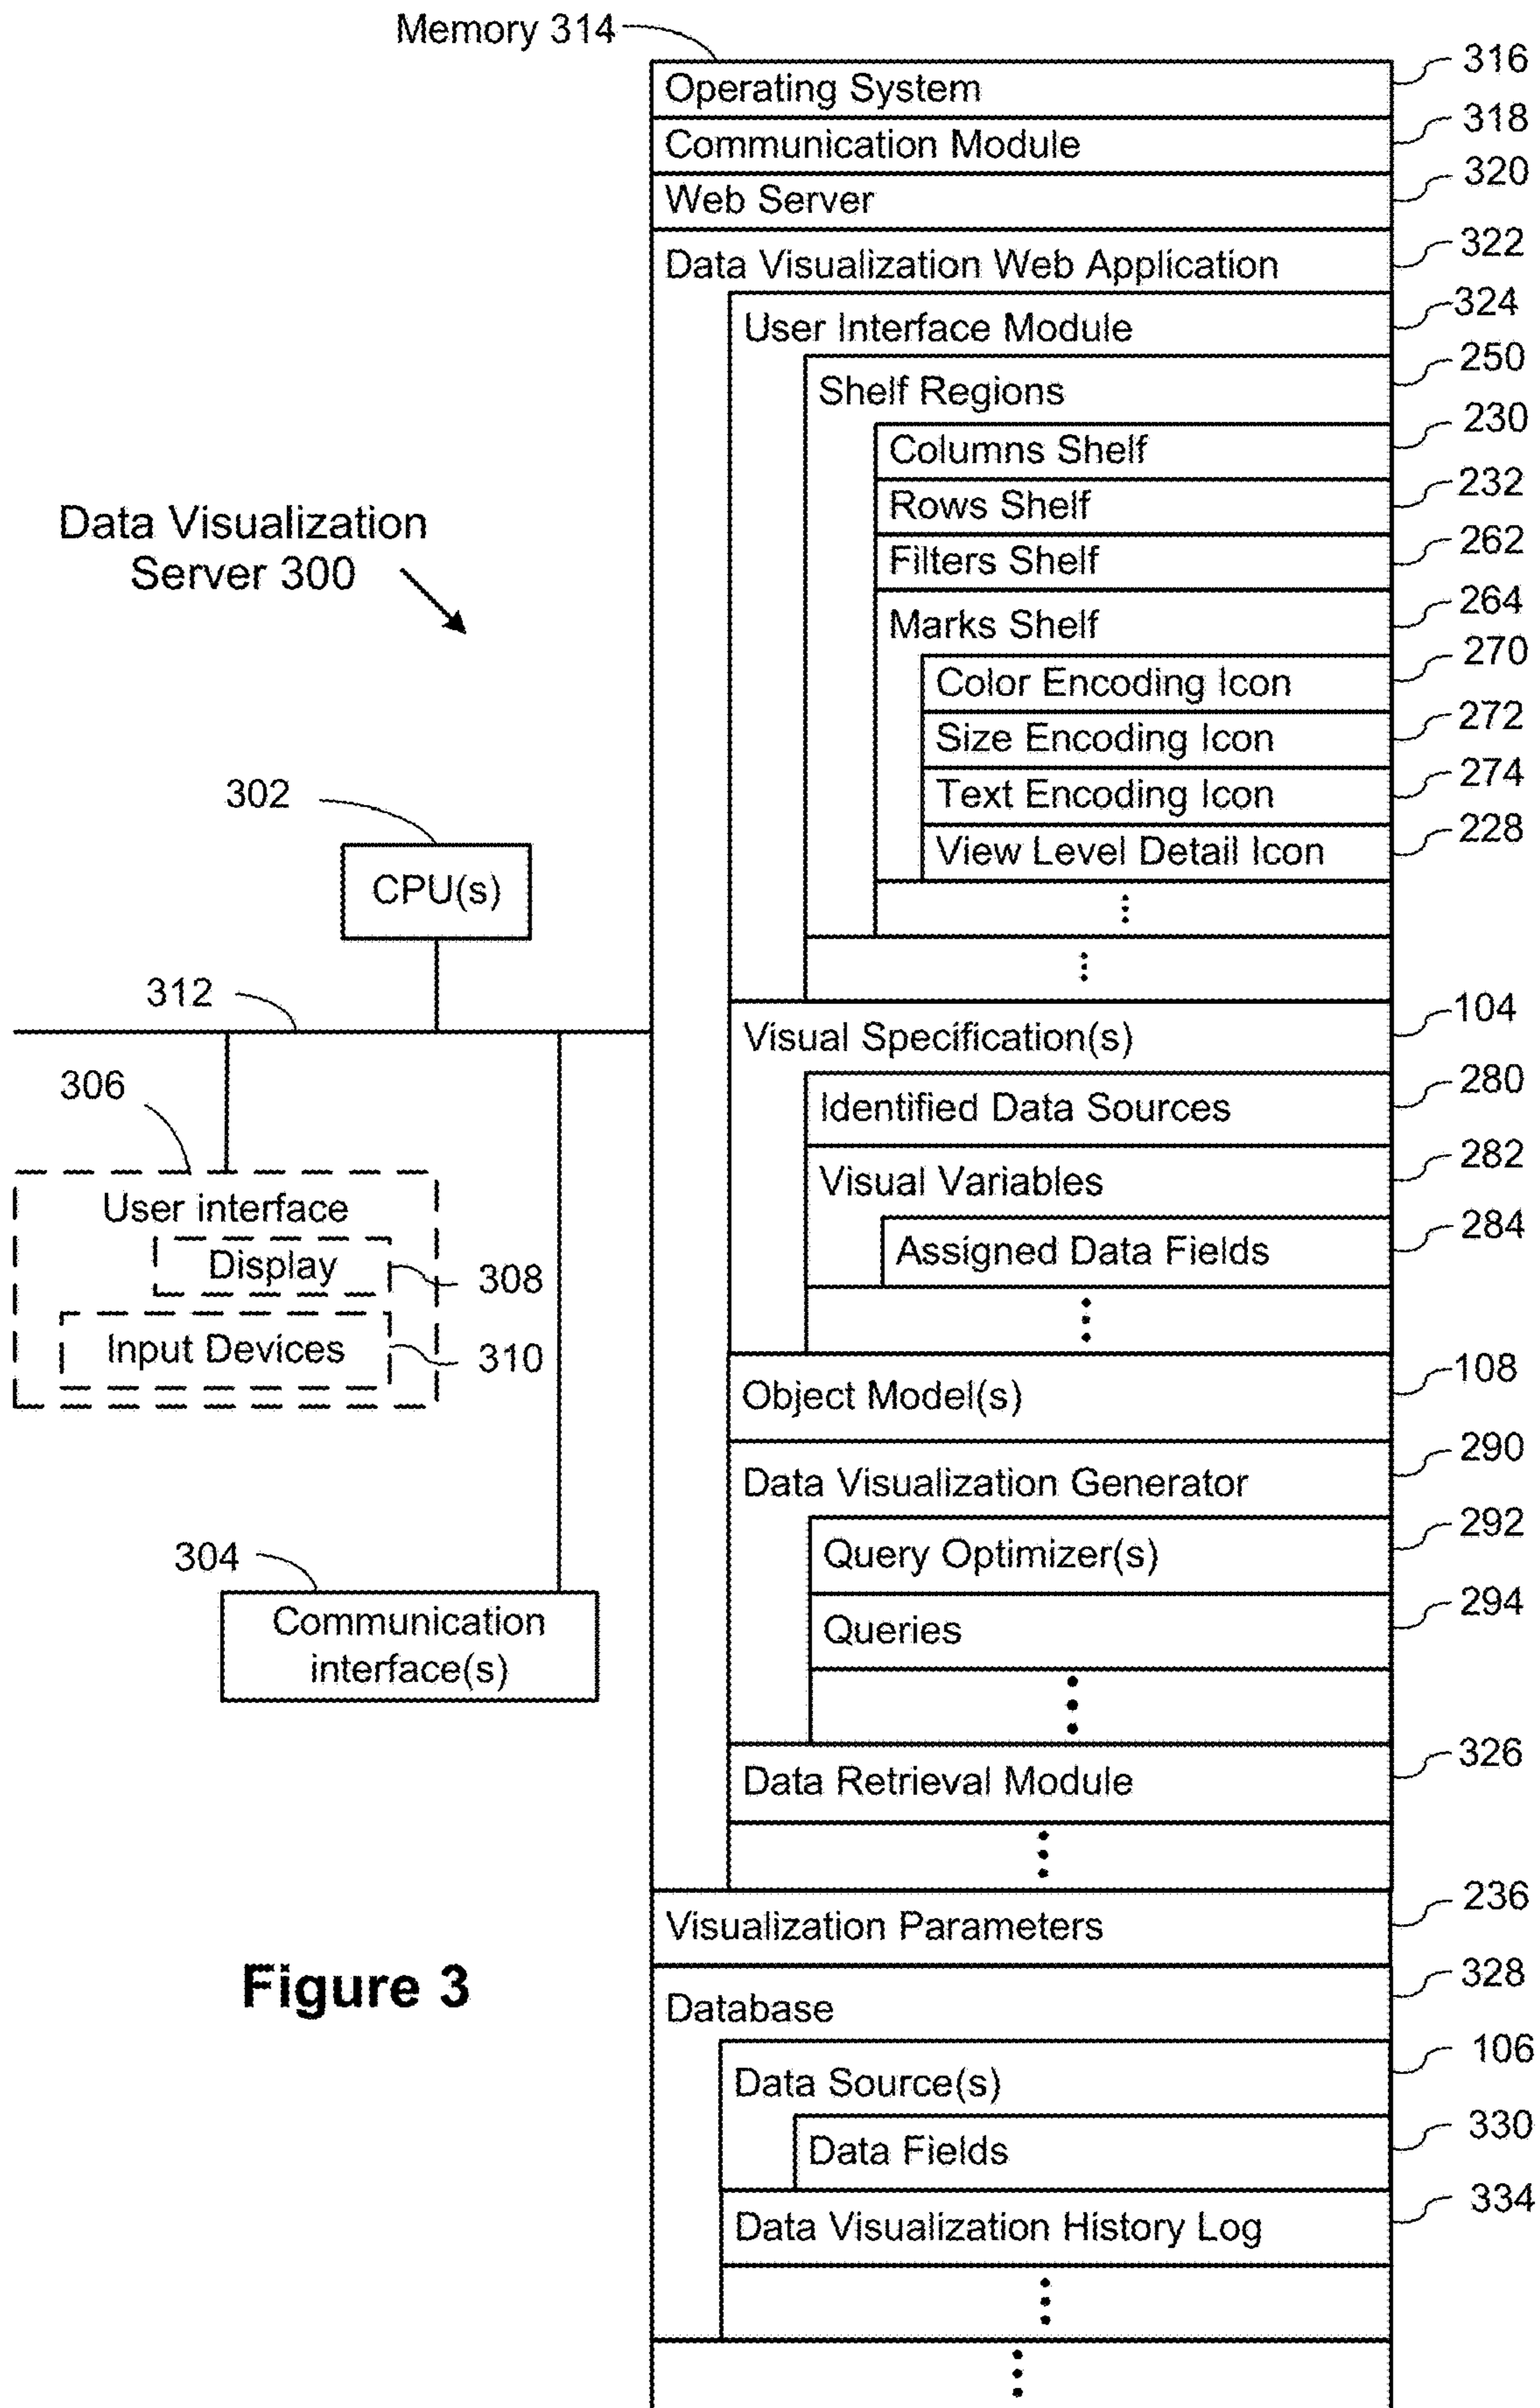 Memory 314
Operating System 316
Communication Module 318
Web Server 320
Data Visualization Web Application 322
User Interface Module 324
Shelf Regions 250
Columns Shelf 230
Rows Shelf 232
Filters Shelf 262
Marks Shelf 264
Color Encoding Icon 270
Size Encoding Icon 272
Text Encoding Icon 274
View Level Detail Icon 228
Visual Specification(s) 104
Identified Data Sources 280
Visual Variables 282
Assigned Data Fields 284
Object Model(s) 108
Data Visualization Generator 290
Query Optimizer(s) 292
Queries 294
Data Retrieval Module 326
Visualization Parameters 236
Database 328
Data Source(s) 106
Data Fields 330
Data Visualization History Log 334
Data Visualization
Server 300
302
CPU(s)
312
306
User interface
Display 308
Input Devices 310
304
Communication
interface(s)
Figure 3